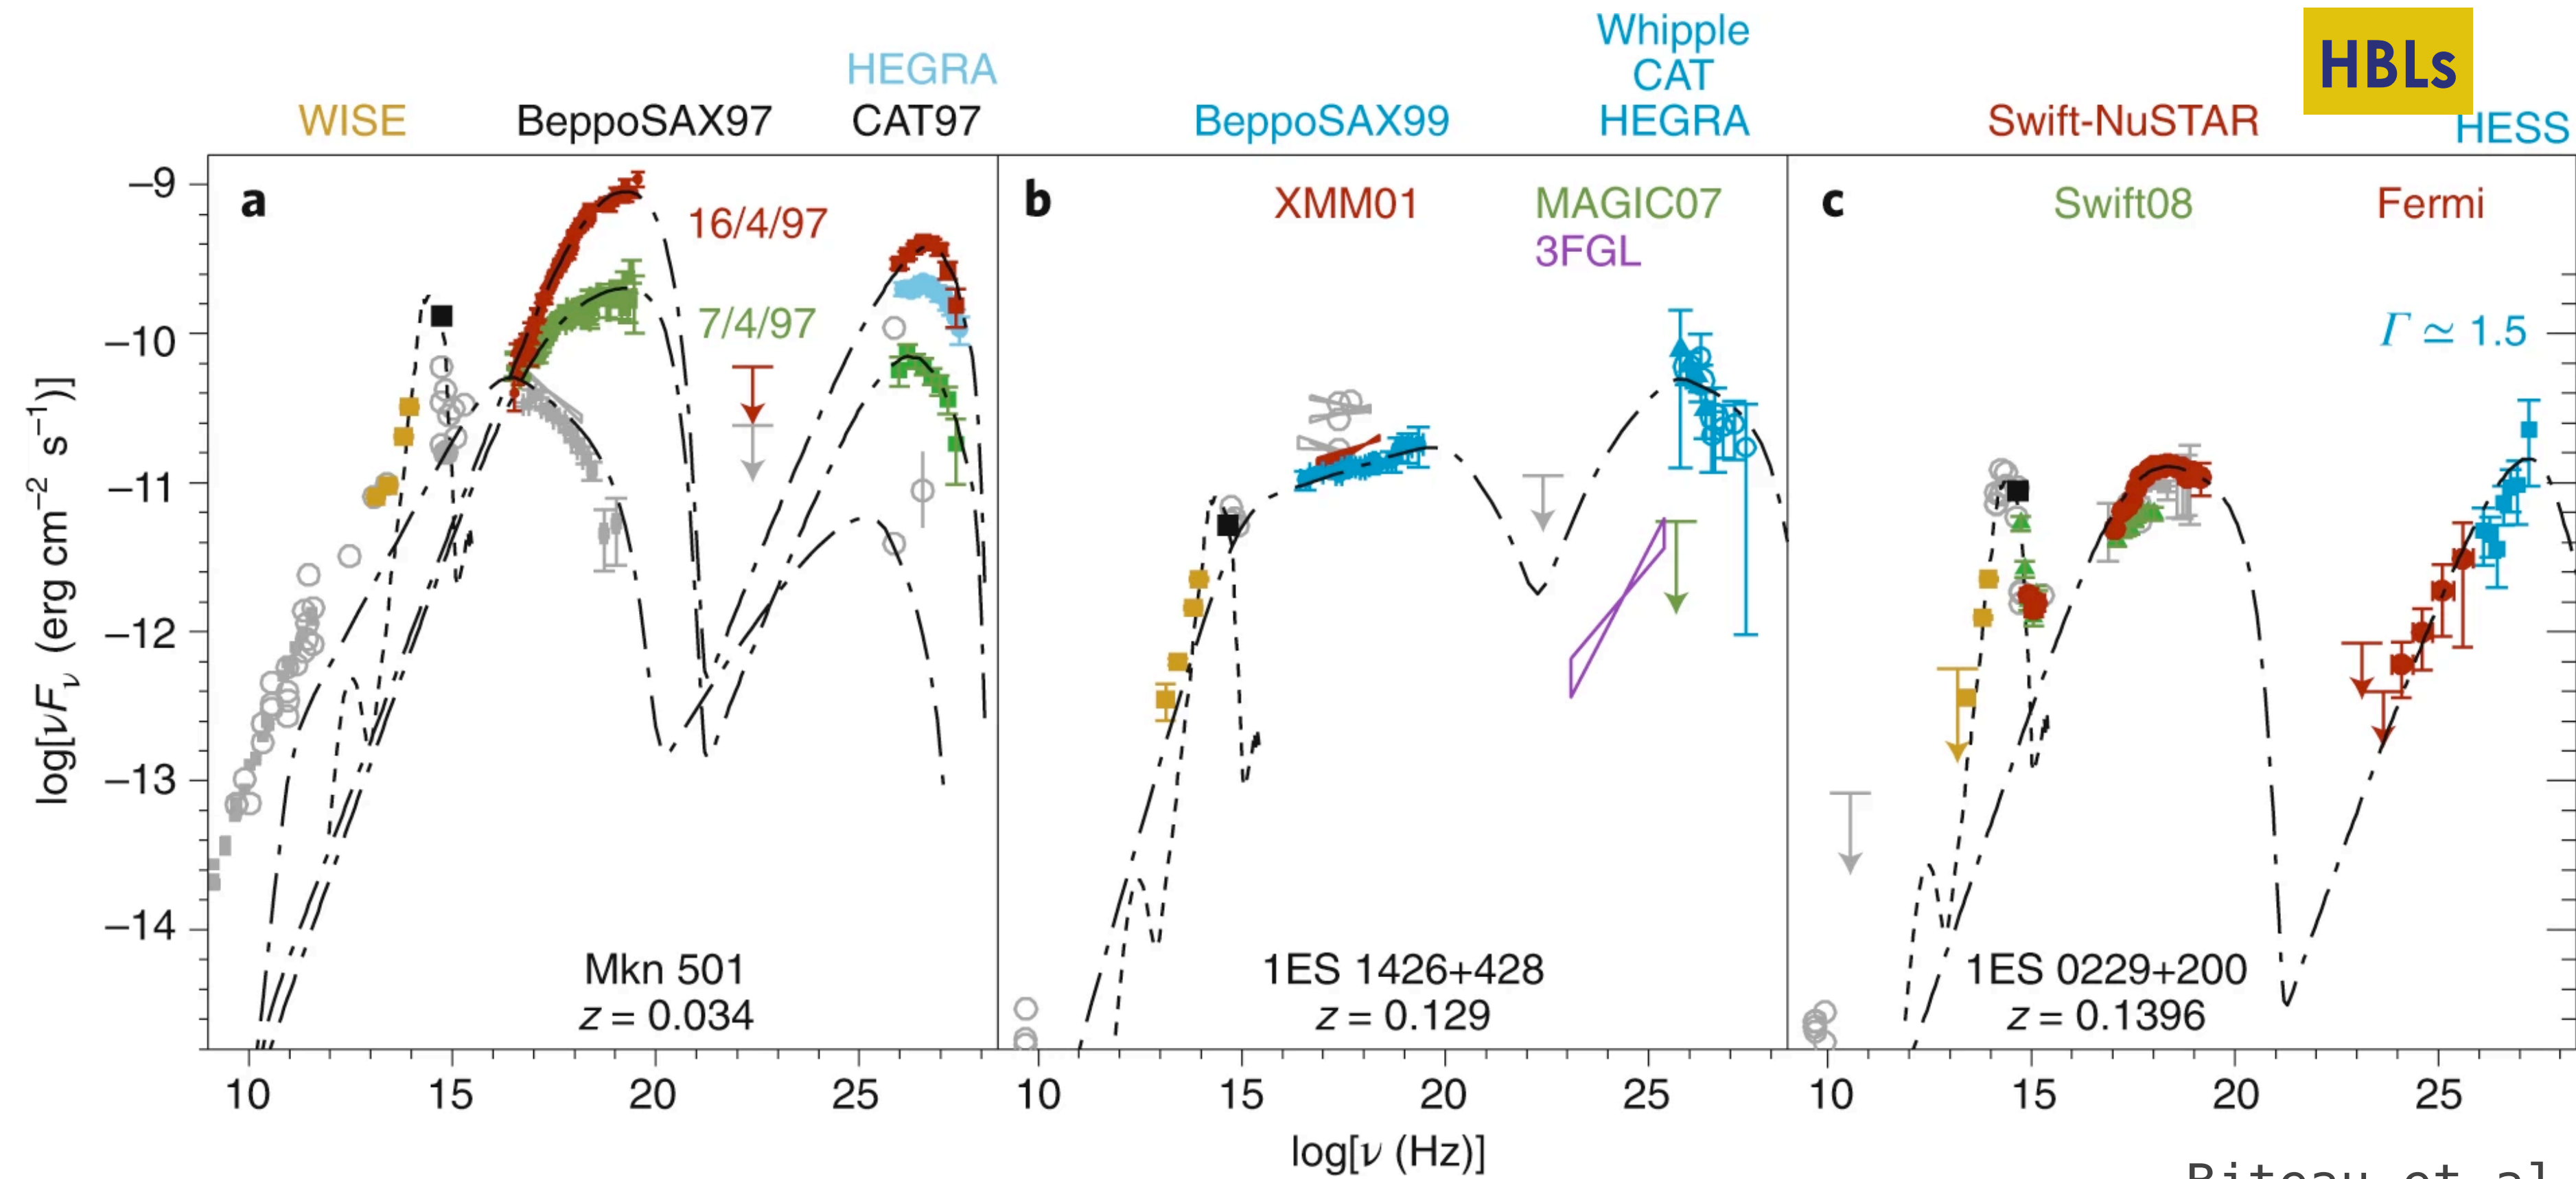 HBLs
WISE
BeppoSAX97
HEGRA
CAT97
BeppoSAX99
Whipple
CAT
HEGRA
Swift-NuSTAR
HESS
log[νFν (erg cm−2 s−1)]
−9
−10
−11
−12
−13
−14
a
16/4/97
7/4/97
Mkn 501
z = 0.034
b
XMM01
MAGIC07
3FGL
1ES 1426+428
z = 0.129
c
Swift08
Fermi
Γ ≃ 1.5
1ES 0229+200
z = 0.1396
10 15 20 25 10 15 20 25 10 15 20 25
log[ν (Hz)]
Biteau et al